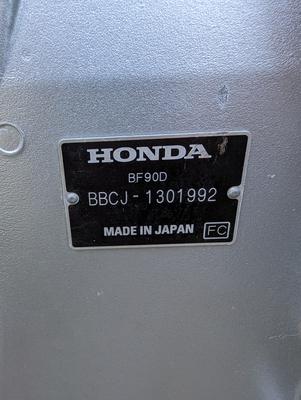 HONDA
BF90D
BBCJ-1301992
MADE IN JAPAN FC